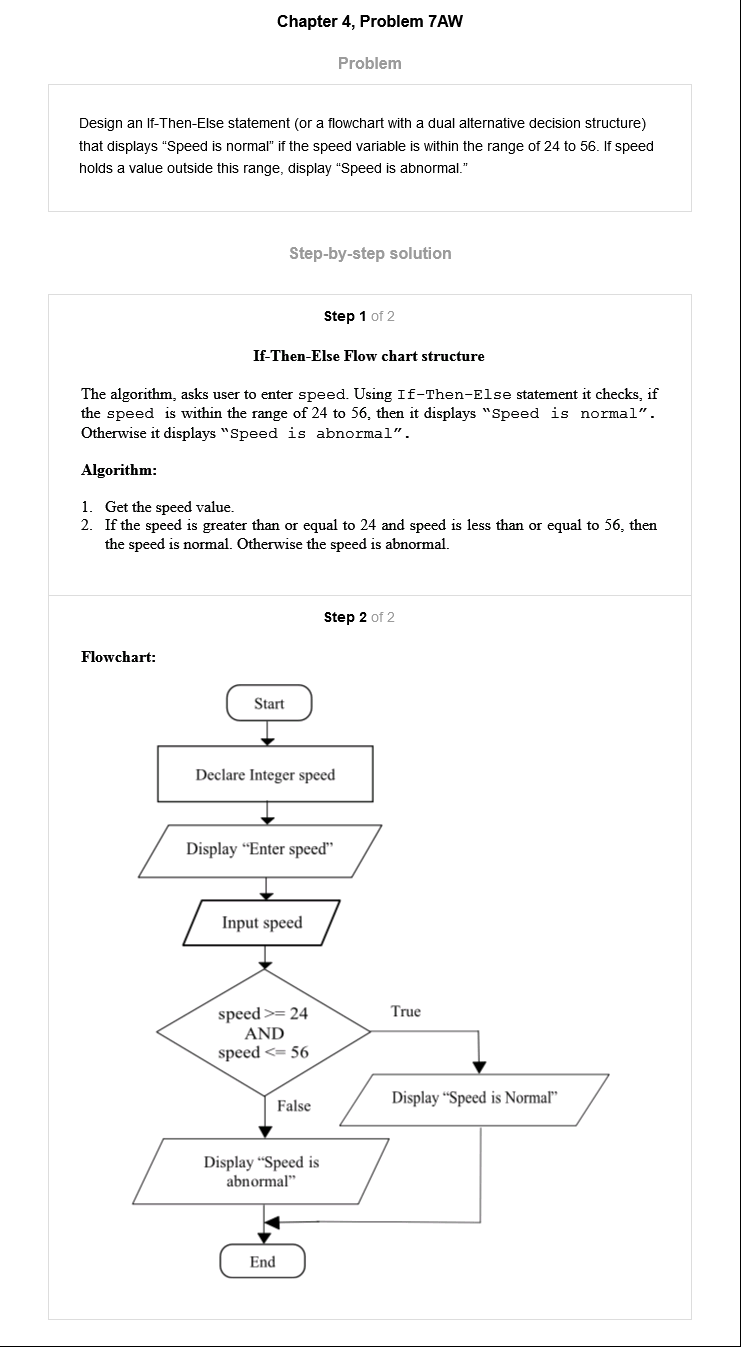 Chapter 4, Problem 7AW
Problem
Design an If-Then-Else statement (or a flowchart with a dual alternative decision structure)
that displays “Speed is normal” if the speed variable is within the range of 24 to 56. If speed
holds a value outside this range, display “Speed is abnormal.”
Step-by-step solution
Step 1 of 2
If-Then-Else Flow chart structure
The algorithm, asks user to enter speed. Using If-Then-Else statement it checks, if
the speed is within the range of 24 to 56, then it displays “Speed is normal”.
Otherwise it displays “Speed is abnormal”.
Algorithm:
1. Get the speed value.
2. If the speed is greater than or equal to 24 and speed is less than or equal to 56, then
the speed is normal. Otherwise the speed is abnormal.
Step 2 of 2
Flowchart:
Start
Declare Integer speed
Display “Enter speed”
Input speed
speed >= 24
AND
speed <= 56
True
Display “Speed is Normal”
False
Display “Speed is
abnormal”
End